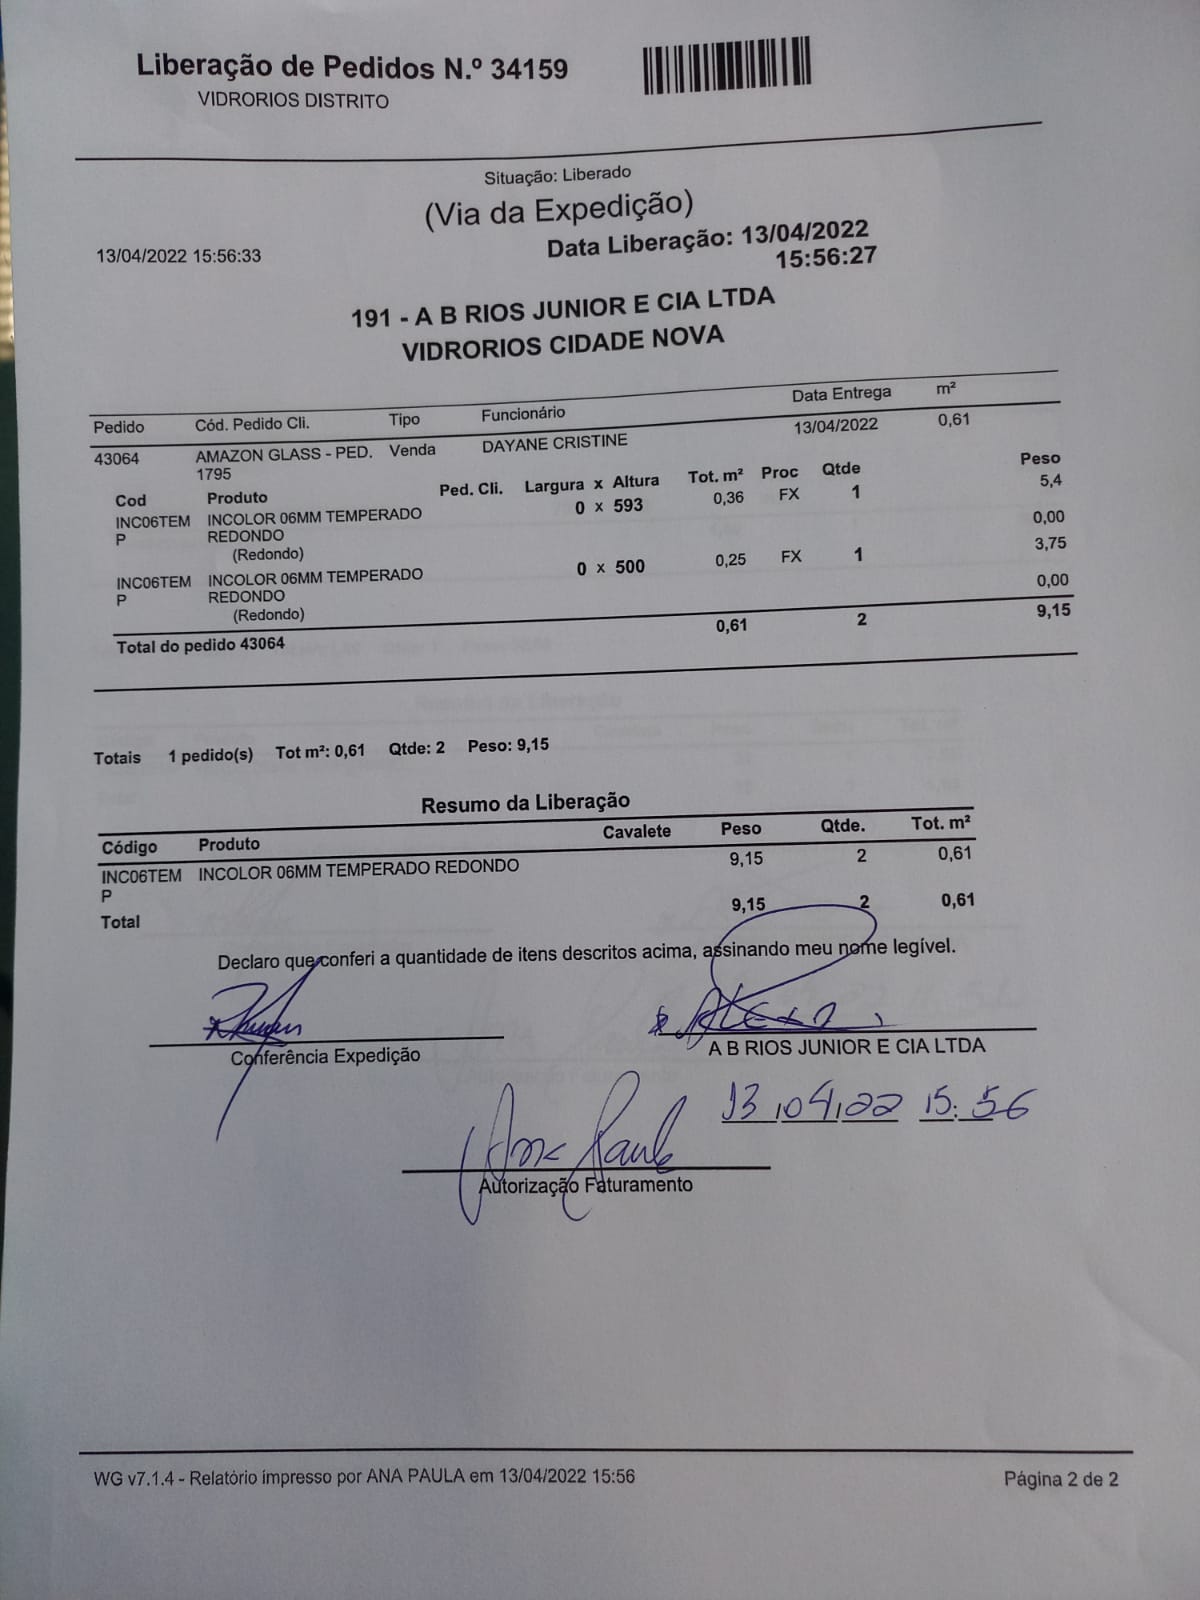 Liberação de Pedidos N.º 34159
VIDRORIOS DISTRITO
Situação: Liberado
(Via da Expedição)
13/04/2022 15:56:33
Data Liberação: 13/04/2022
15:56:27
191 - A B RIOS JUNIOR E CIA LTDA
VIDRORIOS CIDADE NOVA
Pedido Cód. Pedido Cli. Tipo Funcionário Data Entrega m²
43064 AMAZON GLASS - PED. 1795 Venda DAYANE CRISTINE 13/04/2022 0,61
Cod Produto Ped. Cli. Largura x Altura Tot. m² Proc Qtde Peso
INC06TEM INCOLOR 06MM TEMPERADO 0 x 593 0,36 FX 1 5,4
P REDONDO
(Redondo) 0,00
INC06TEM INCOLOR 06MM TEMPERADO 0 x 500 0,25 FX 1 3,75
P REDONDO
(Redondo) 0,00
Total do pedido 43064 0,61 2 9,15
Totais 1 pedido(s) Tot m²: 0,61 Qtde: 2 Peso: 9,15
Resumo da Liberação
Código Produto Cavalete Peso Qtde. Tot. m²
INC06TEM INCOLOR 06MM TEMPERADO REDONDO 9,15 2 0,61
P
Total 9,15 2 0,61
Declaro que conferi a quantidade de itens descritos acima, assinando meu nome legível.
Conferência Expedição
A B RIOS JUNIOR E CIA LTDA
13/04/22 15:56
Ana Paula
Autorização Faturamento
WG v7.1.4 - Relatório impresso por ANA PAULA em 13/04/2022 15:56
Página 2 de 2